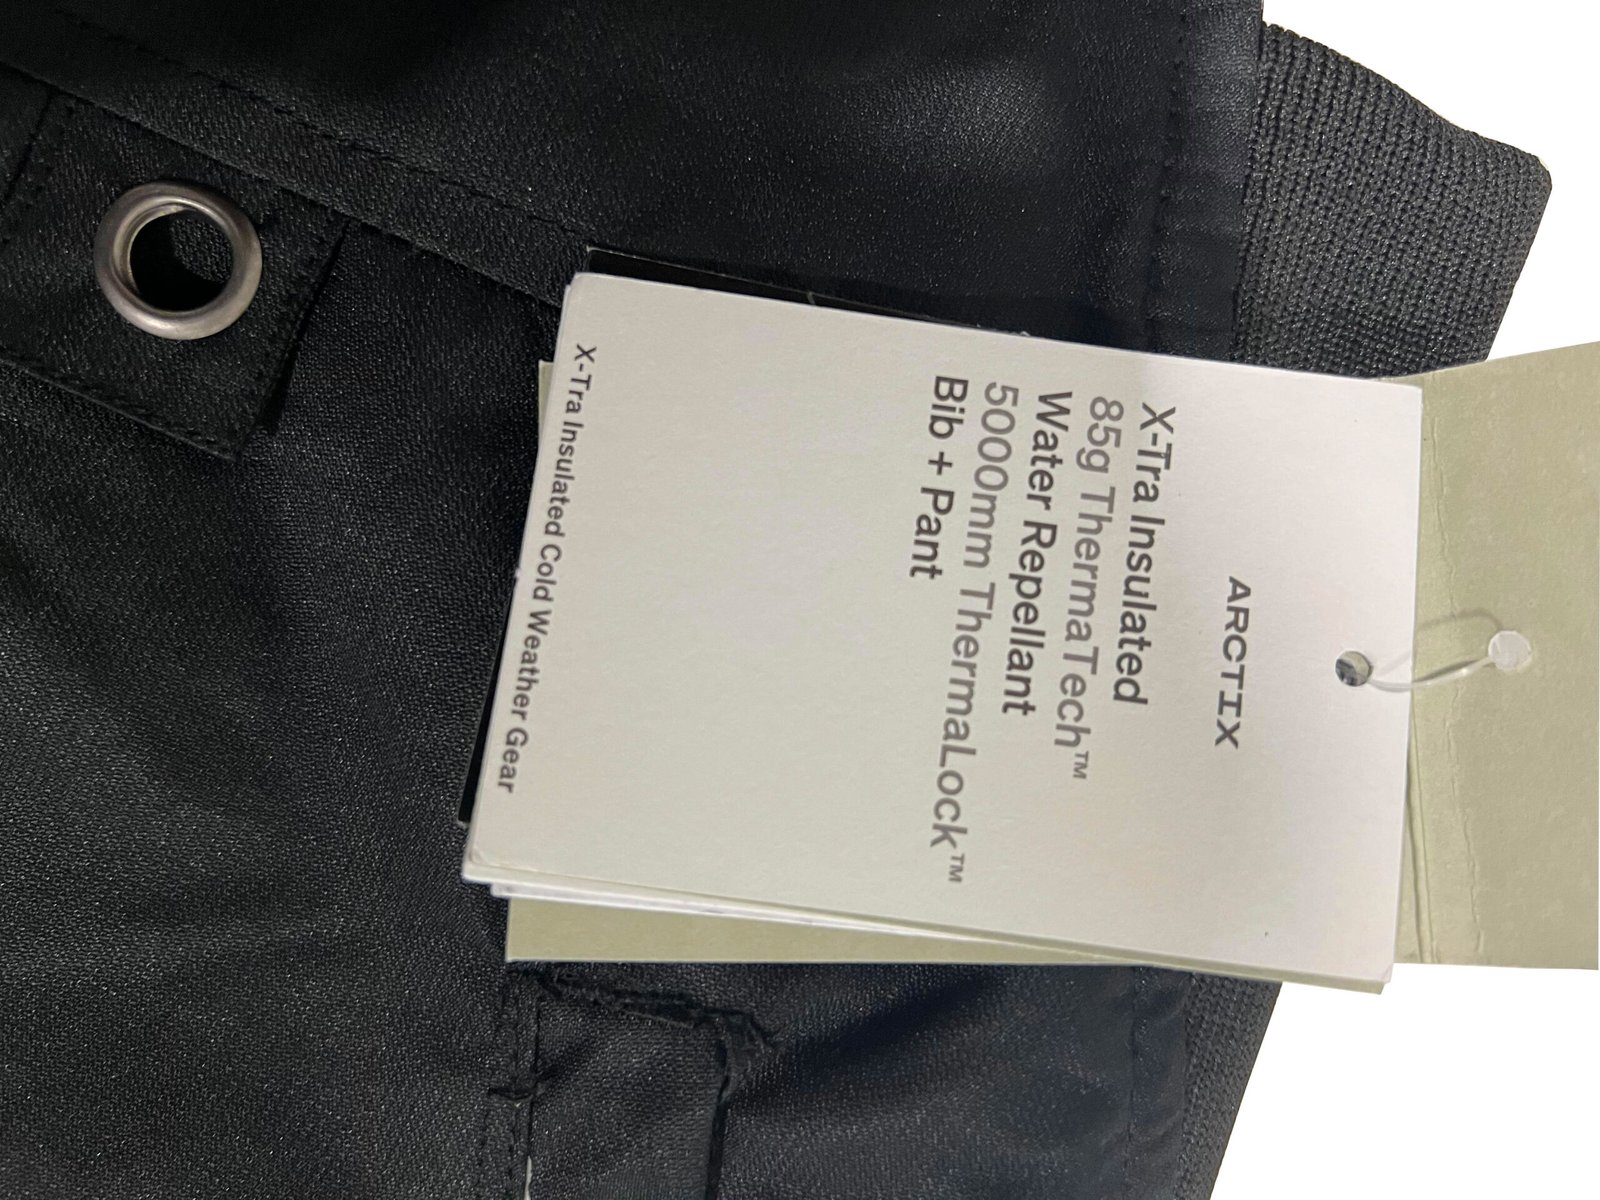 ARCTIX
X-Tra Insulated
85g ThermaTech™
Water Repellant
5000mm ThermaLock™
Bib + Pant
X-Tra Insulated Cold Weather Gear